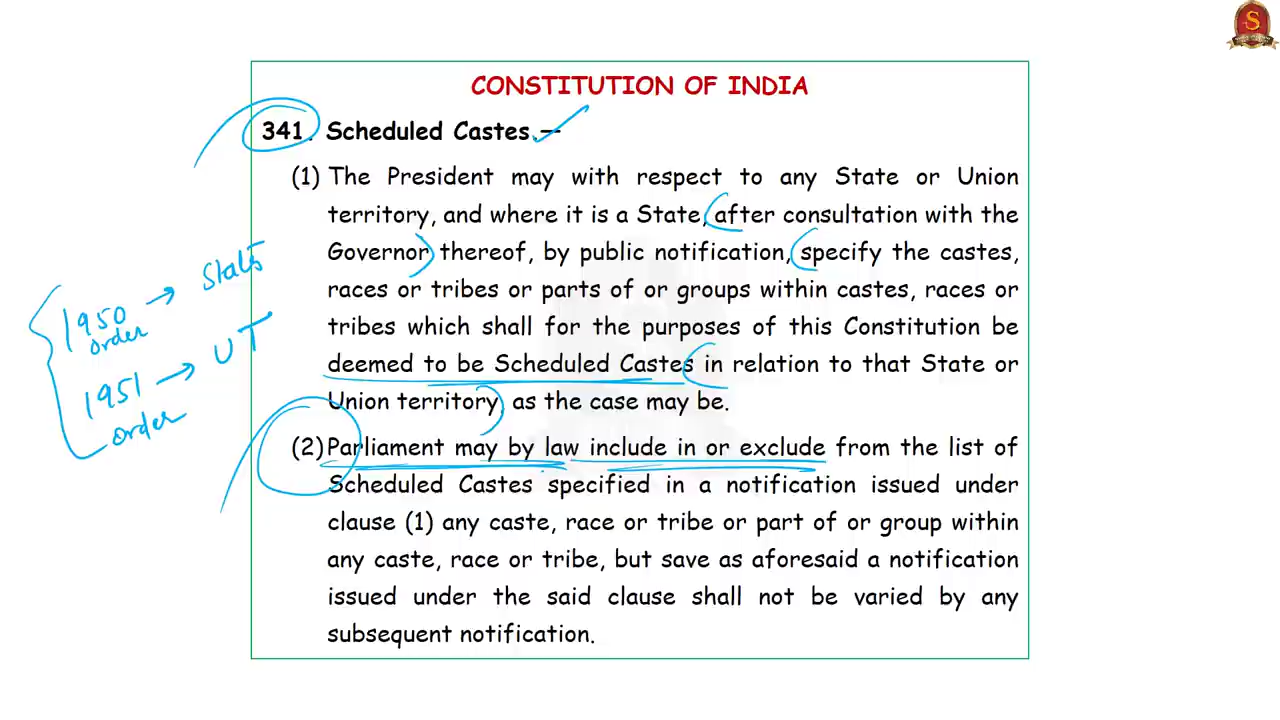 S
CONSTITUTION OF INDIA
341. Scheduled Castes.—
(1) The President may with respect to any State or Union
territory, and where it is a State, after consultation with the
Governor thereof, by public notification, specify the castes,
races or tribes or parts of or groups within castes, races or
tribes which shall for the purposes of this Constitution be
deemed to be Scheduled Castes in relation to that State or
Union territory, as the case may be.
(2) Parliament may by law include in or exclude from the list of
Scheduled Castes specified in a notification issued under
clause (1) any caste, race or tribe or part of or group within
any caste, race or tribe, but save as aforesaid a notification
issued under the said clause shall not be varied by any
subsequent notification.
1950 → States
order
1951 → UT
order